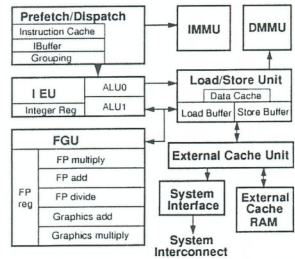 Prefetch/Dispatch
Instruction Cache
IBuffer
Grouping
IMMU
DMMU
I EU
Integer Reg
ALU0
ALU1
Load/Store Unit
Data Cache
Load Buffer
Store Buffer
FGU
FP
reg
FP multiply
FP add
FP divide
Graphics add
Graphics multiply
External Cache Unit
System
Interface
External
Cache
RAM
System
Interconnect